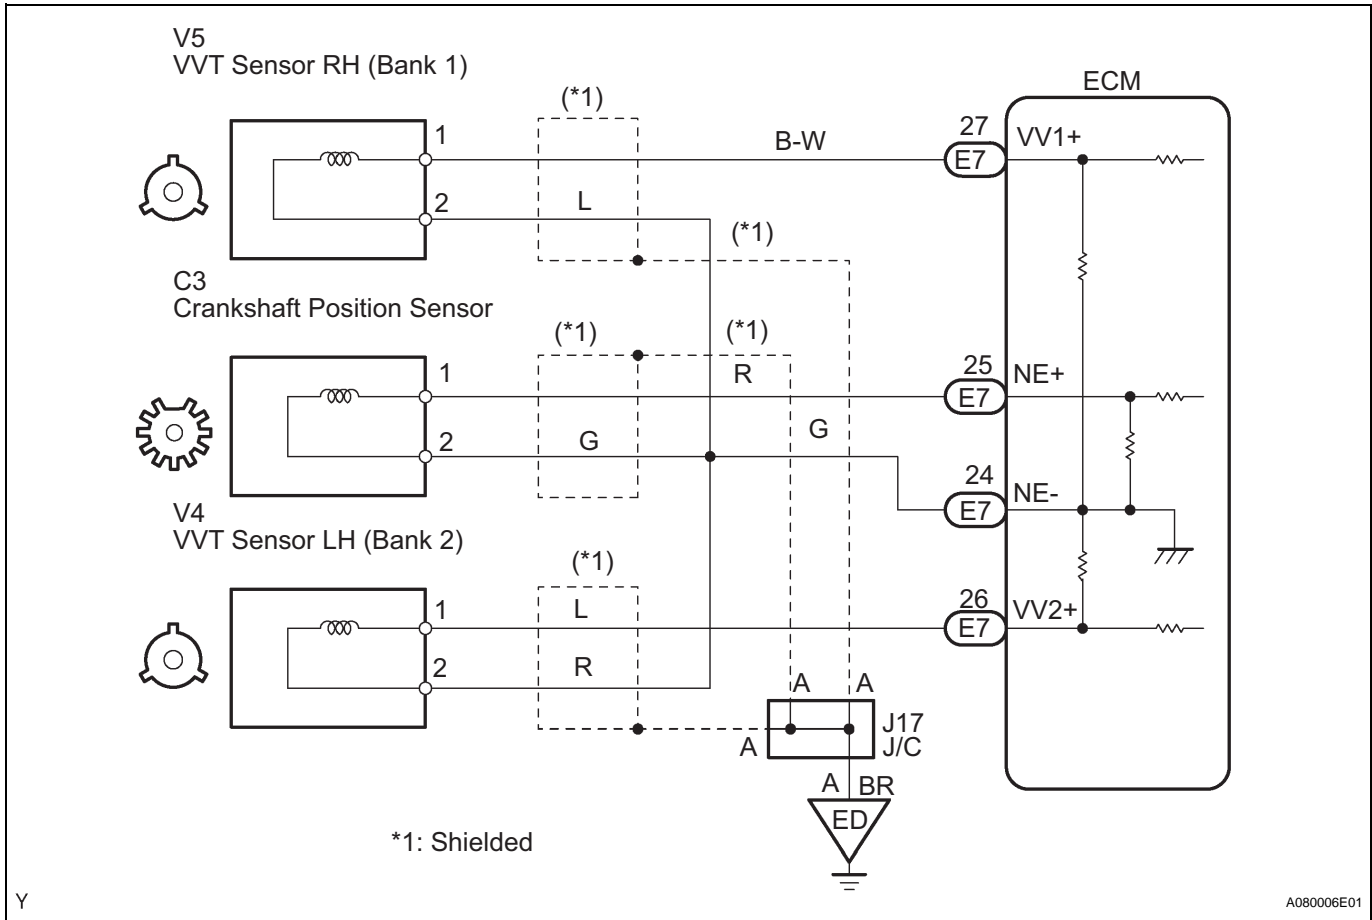 V5
VVT Sensor RH (Bank 1)
ECM
(*1)
1
B-W
27
VV1+
E7
2
L
(*1)
C3
Crankshaft Position Sensor
(*1)
(*1)
1
R
25
NE+
E7
2
G
G
24
NE-
E7
V4
VVT Sensor LH (Bank 2)
(*1)
1
L
26
VV2+
E7
2
R
A
A
J17
A
J/C
A
BR
ED
*1: Shielded
Y
A080006E01